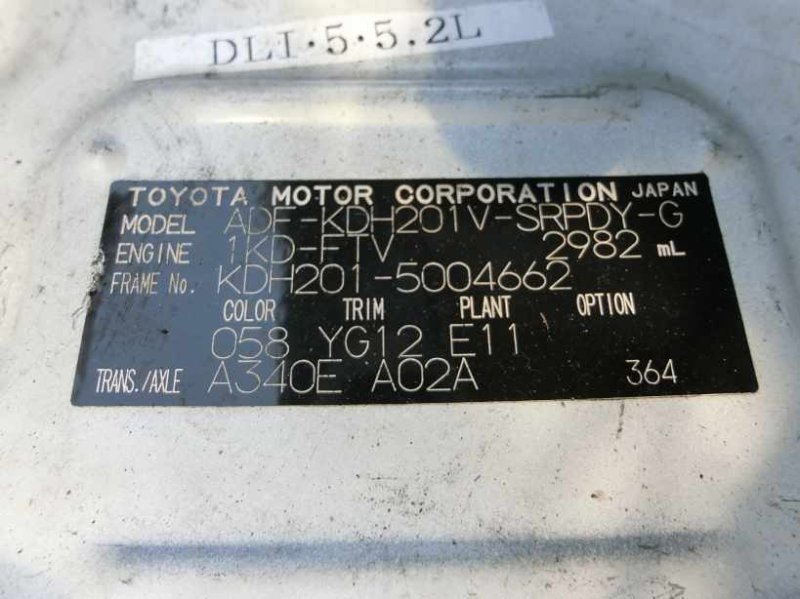 DLI・5・5.2L
TOYOTA MOTOR CORPORATION JAPAN
MODEL ADF-KDH201V-SRPDY-G
ENGINE 1KD-FTV 2982 mL
FRAME No. KDH201-5004662
COLOR TRIM PLANT OPTION
058 YG12 E11
TRANS./AXLE A340E A02A 364